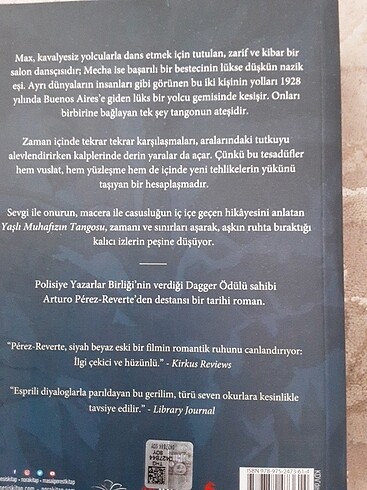 Max, kavalyesiz yolcularla dans etmek için tutulan, zarif ve kibar bir
salon dansçısıdır; Mecha ise başarılı bir bestecinin lükse düşkün nazik
eşi. Ayrı dünyaların insanları gibi görünen bu iki kişinin yolları 1928
yılında Buenos Aires’e giden lüks bir yolcu gemisinde kesişir. Onları
birbirine bağlayan tek şey tangonun ateşidir.
Zaman içinde tekrar tekrar karşılaşmaları, aralarındaki tutkuyu
alevlendirirken kalplerinde derin yaralar da açar. Çünkü bu tesadüfler
hem vuslat, hem yüzleşme hem de içinde yeni tehlikelerin yükünü
taşıyan bir hesaplaşmadır.
Sevgi ile onurun, macera ile casusluğun iç içe geçen hikâyesini anlatan
Yaşlı Muhafızın Tangosu, zamanı ve sınırları aşarak, aşkın ruhta bıraktığı
kalıcı izlerin peşine düşüyor.
Polisiye Yazarlar Birliği’nin verdiği Dagger Ödülü sahibi
Arturo Pérez-Reverte’den destansı bir tarihi roman.
“Pérez-Reverte, siyah beyaz eski bir filmin romantik ruhunu canlandırıyor:
İlgi çekici ve hüzünlü.” - Kirkus Reviews
“Esprili diyaloglarla parıldayan bu gerilim, türü seven okurlara kesinlikle
tavsiye edilir.” - Library Journal